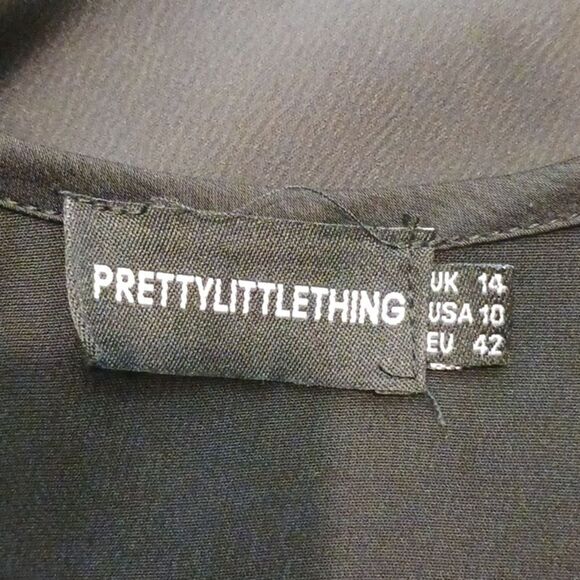 PRETTYLITTLETHING
UK 14
USA 10
EU 42